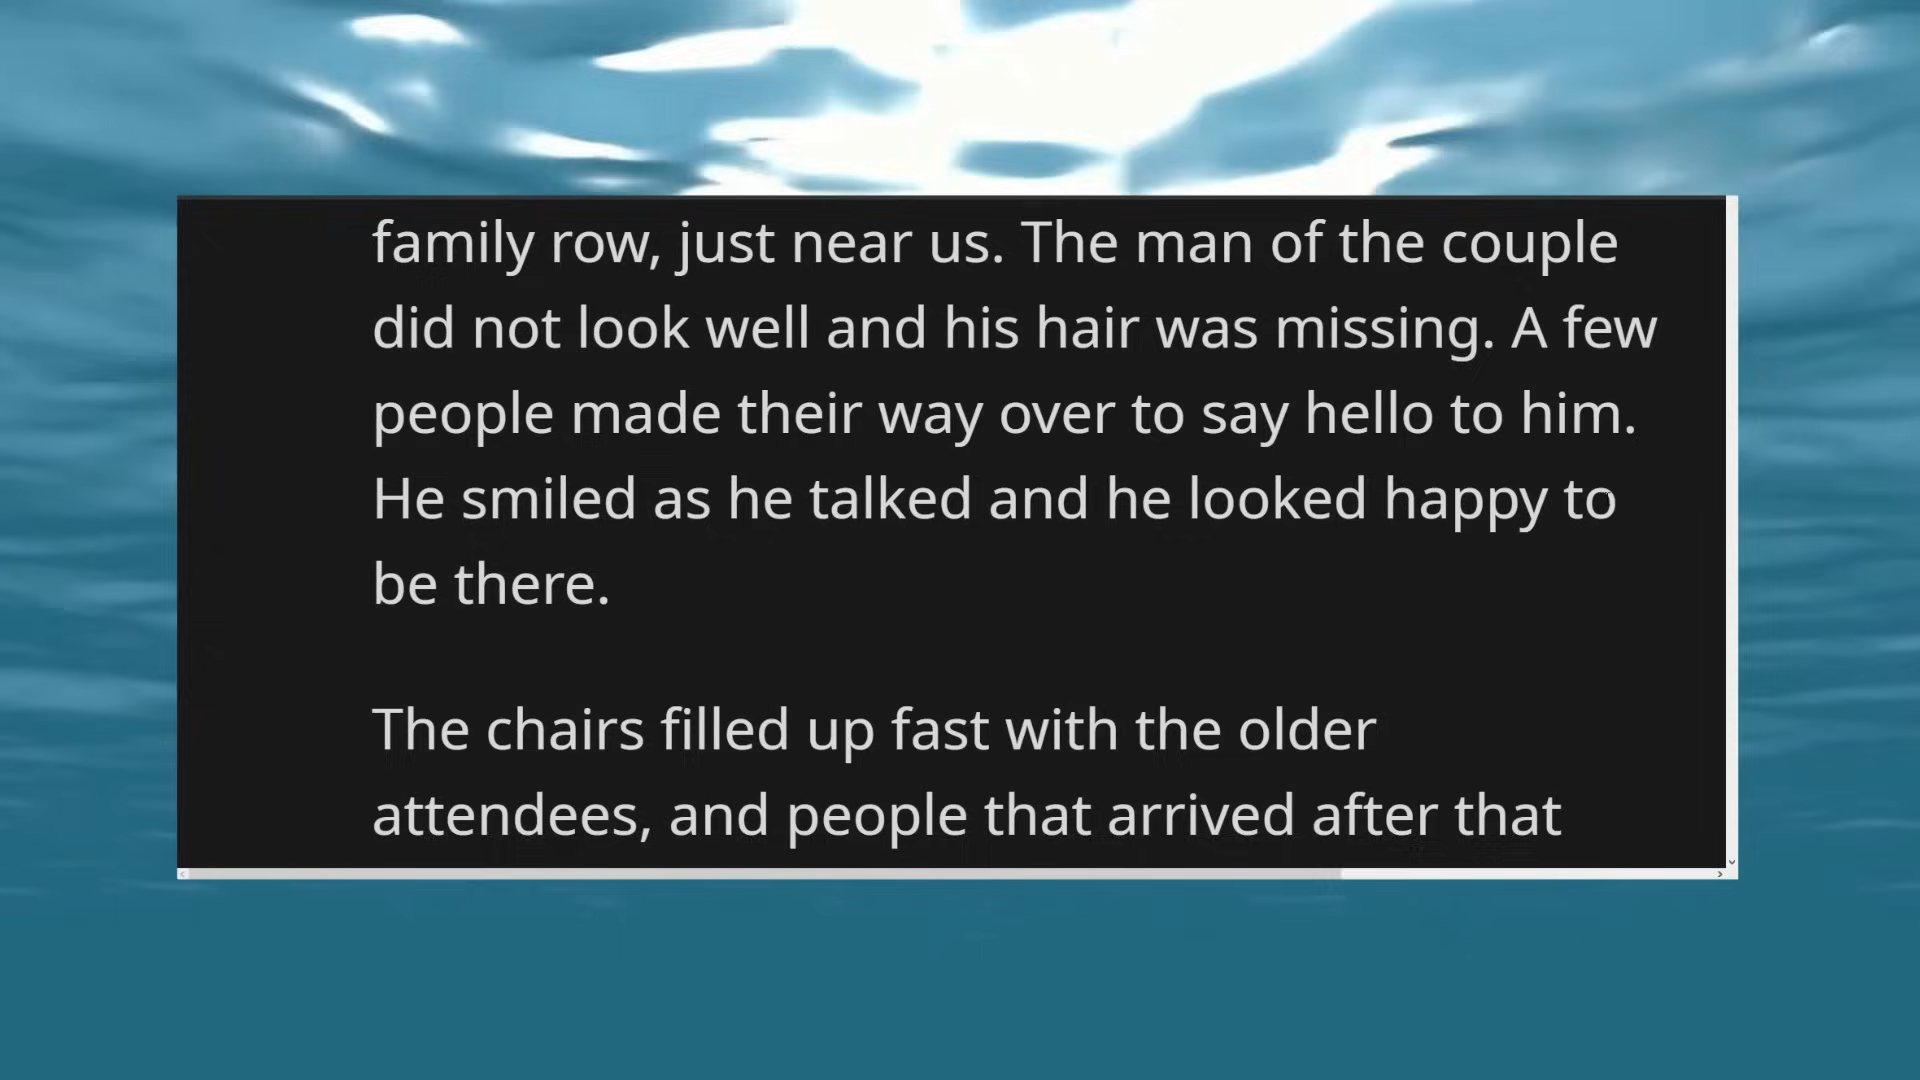 family row, just near us. The man of the couple
did not look well and his hair was missing. A few
people made their way over to say hello to him.
He smiled as he talked and he looked happy to
be there.
The chairs filled up fast with the older
attendees, and people that arrived after that